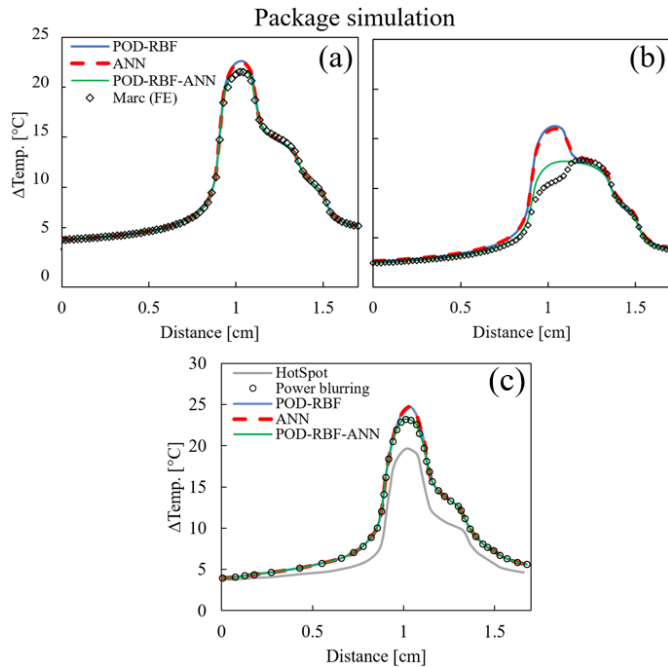 Package simulation
25
20
15
10
5
0
ΔTemp. [°C]
POD-RBF
ANN
POD-RBF-ANN
Marc (FE)
(a)
0
0.5
1
1.5
Distance [cm]
(b)
0
0.5
1
1.5
Distance [cm]
30
25
20
15
10
5
0
ΔTemp. [°C]
HotSpot
Power blurring
POD-RBF
ANN
POD-RBF-ANN
(c)
0
0.5
1
1.5
Distance [cm]